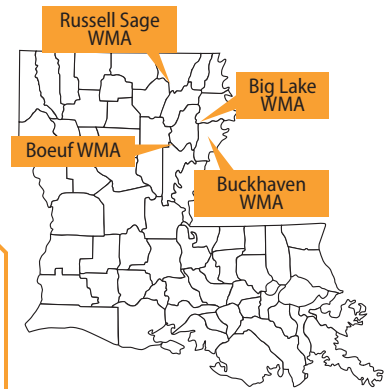 Russell Sage
WMA
Big Lake
WMA
Boeuf WMA
Buckhaven
WMA